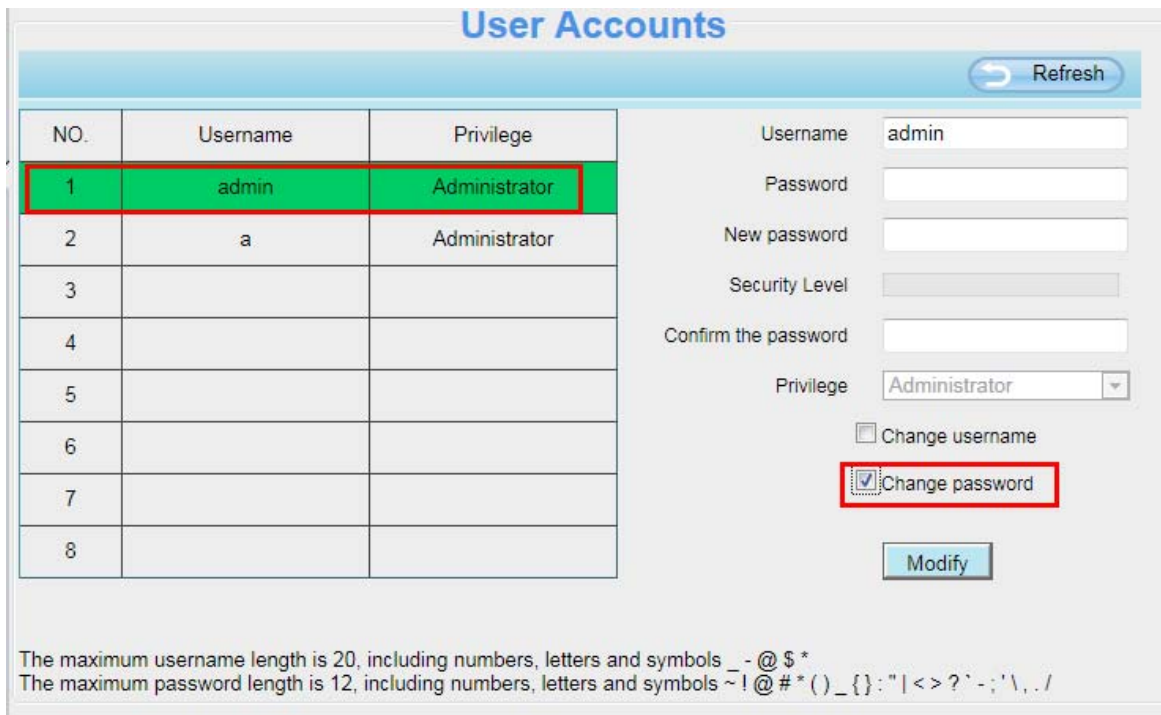 User Accounts
Refresh
NO. Username Privilege
1 admin Administrator
2 a Administrator
3
4
5
6
7
8
Username admin
Password
New password
Security Level
Confirm the password
Privilege Administrator
Change username
Change password
Modify
The maximum username length is 20, including numbers, letters and symbols _ - @ $ *
The maximum password length is 12, including numbers, letters and symbols ~ ! @ # * ( ) _ { } : " | < > ? ` - ; ' \ , . /